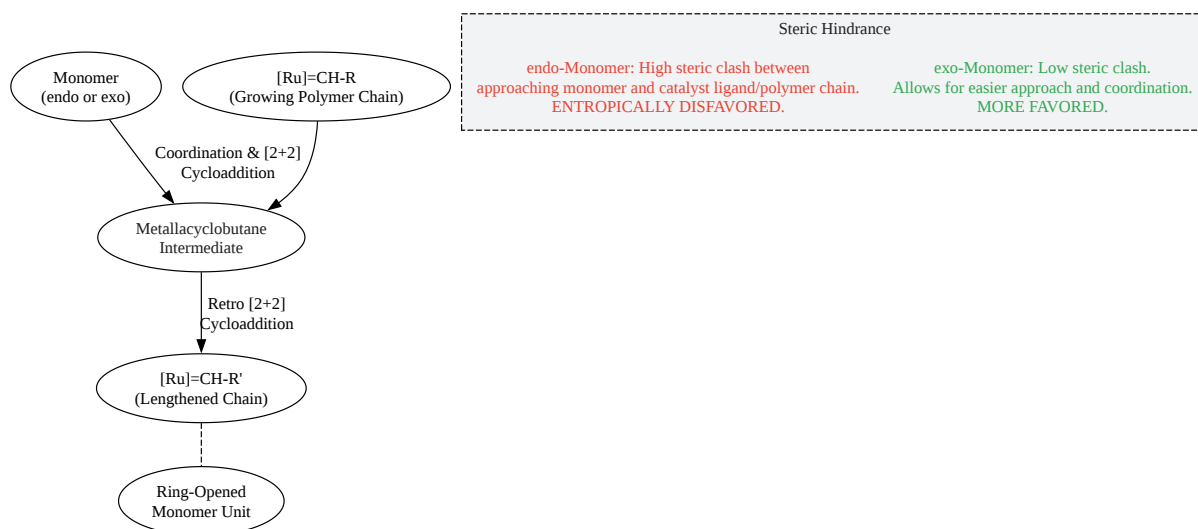 Monomer
(endo or exo)
[Ru]=CH-R
(Growing Polymer Chain)
Coordination & [2+2]
Cycloaddition
Metallacyclobutane
Intermediate
Retro [2+2]
Cycloaddition
[Ru]=CH-R'
(Lengthened Chain)
Ring-Opened
Monomer Unit
Steric Hindrance
endo-Monomer: High steric clash between
approaching monomer and catalyst ligand/polymer chain.
ENTROPICALLY DISFAVORED.
exo-Monomer: Low steric clash.
Allows for easier approach and coordination.
MORE FAVORED.